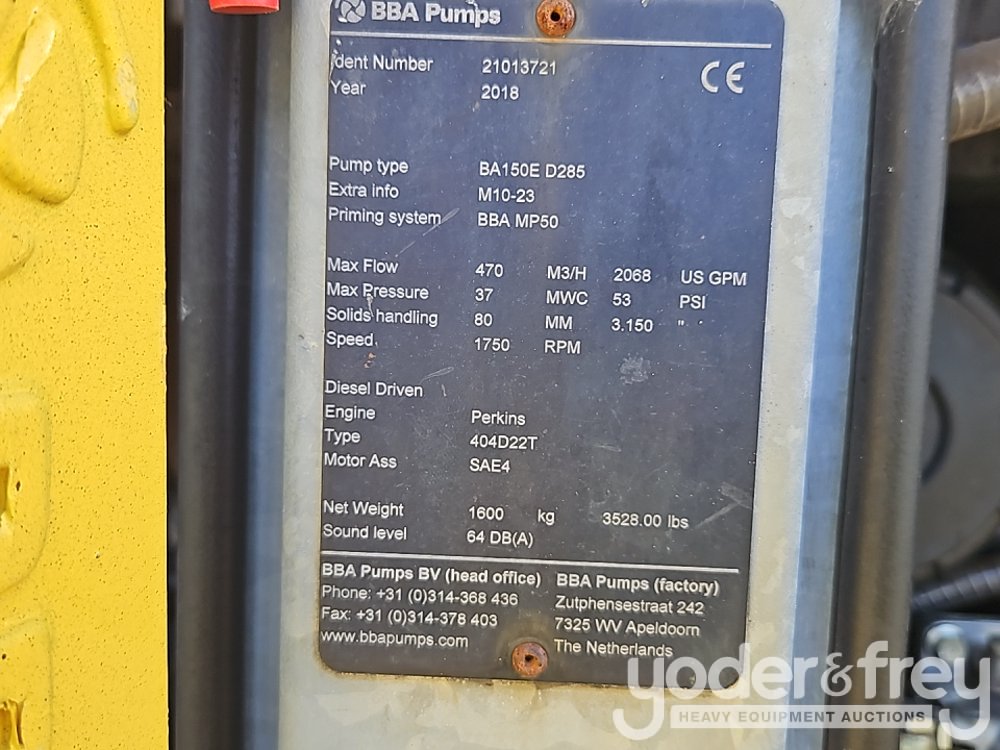 BBA Pumps
Ident Number 21013721
CE
Year 2018
Pump type BA150E D285
Extra info M10-23
Priming system BBA MP50
Max Flow 470 M3/H 2068 US GPM
Max Pressure 37 MWC 53 PSI
Solids handling 80 MM 3.150 "
Speed 1750 RPM
Diesel Driven
Engine Perkins
Type 404D22T
Motor Ass SAE4
Net Weight 1600 kg 3528.00 lbs
Sound level 64 DB(A)
BBA Pumps BV (head office) BBA Pumps (factory)
Phone: +31 (0)314-368 436 Zutphensestraat 242
Fax: +31 (0)314-378 403 7325 WV Apeldoorn
www.bbapumps.com The Netherlands
yoder&frey
HEAVY EQUIPMENT AUCTIONS